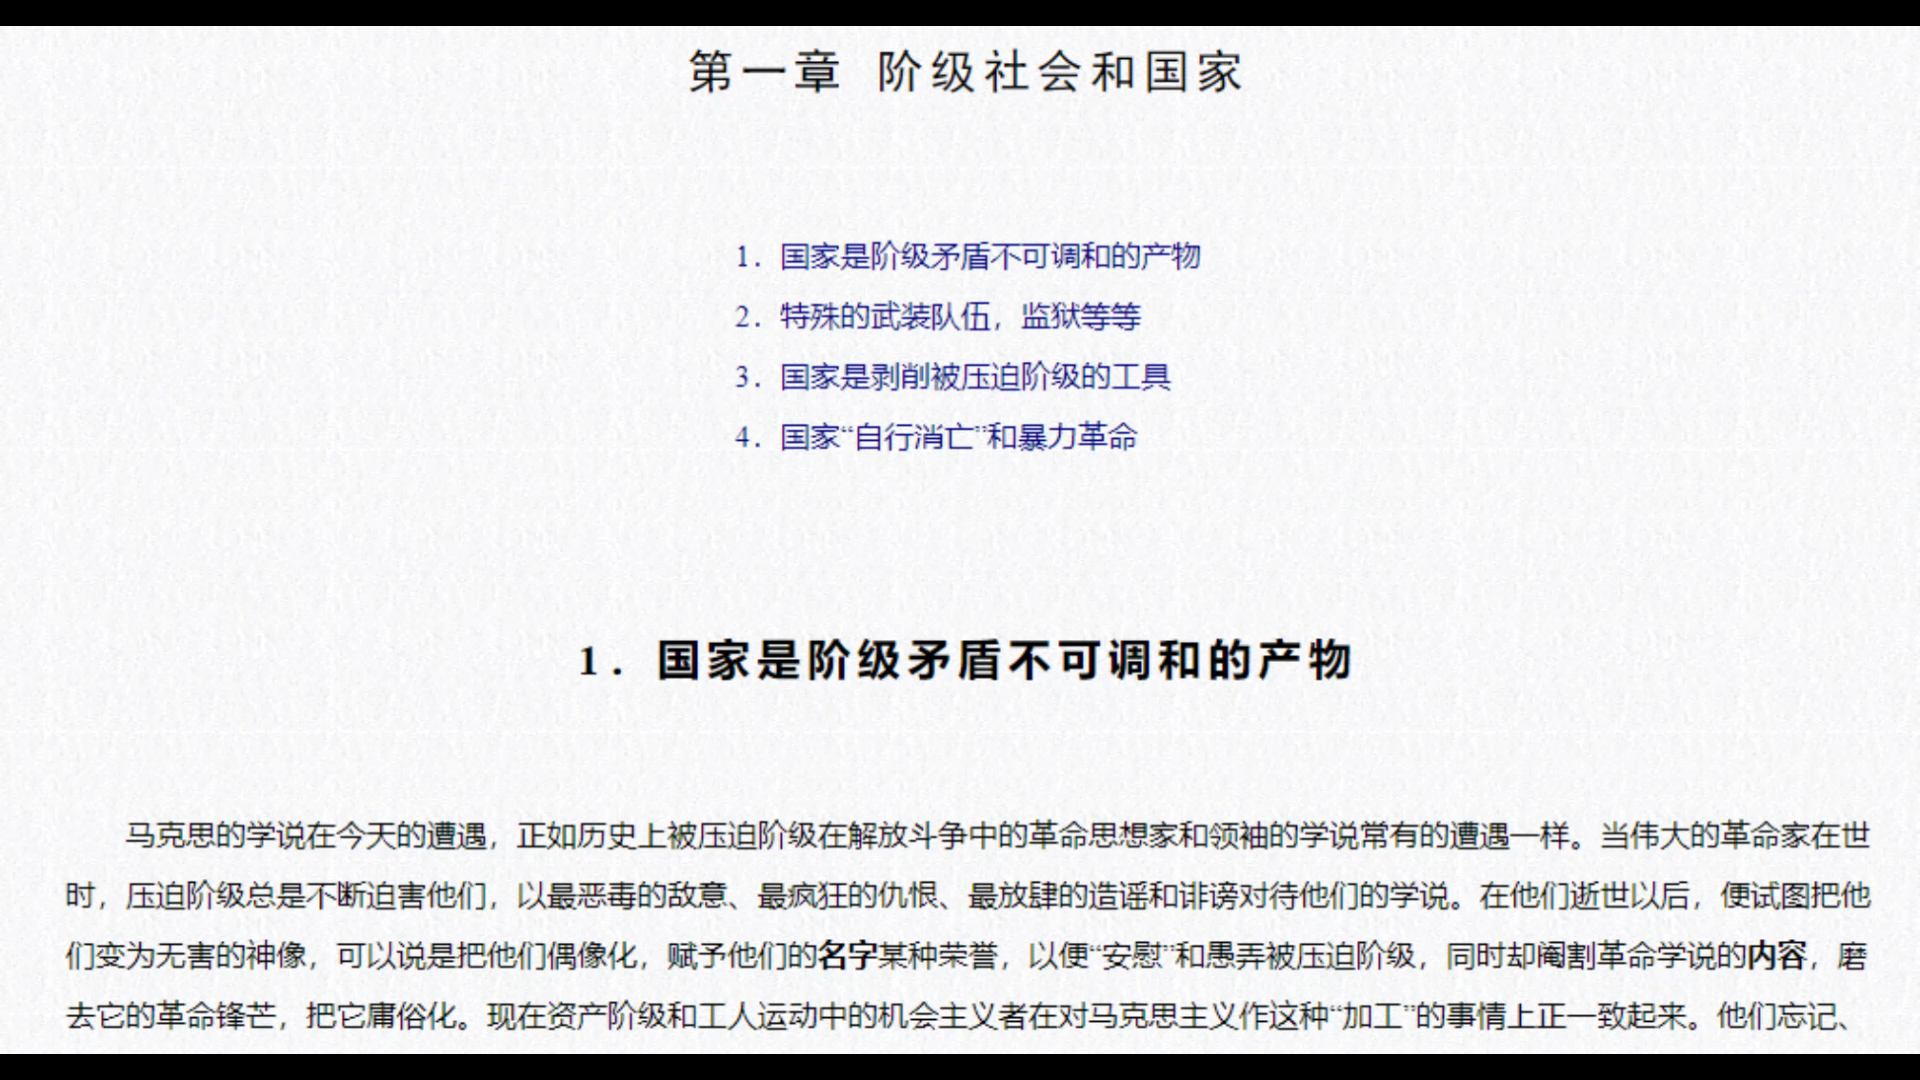 第一章 阶级社会和国家
1．国家是阶级矛盾不可调和的产物
2．特殊的武装队伍，监狱等等
3．国家是剥削被压迫阶级的工具
4．国家“自行消亡”和暴力革命
1．国家是阶级矛盾不可调和的产物
马克思的学说在今天的遭遇，正如历史上被压迫阶级在解放斗争中的革命思想家和领袖的学说常有的遭遇一样。当伟大的革命家在世
时，压迫阶级总是不断迫害他们，以最恶毒的敌意、最疯狂的仇恨、最放肆的造谣和诽谤对待他们的学说。在他们逝世以后，便试图把他
们变为无害的神像，可以说是把他们偶像化，赋予他们的名字某种荣誉，以便“安慰”和愚弄被压迫阶级，同时却阉割革命学说的内容，磨
去它的革命锋芒，把它庸俗化。现在资产阶级和工人运动中的机会主义者在对马克思主义作这种“加工”的事情上正一致起来。他们忘记、